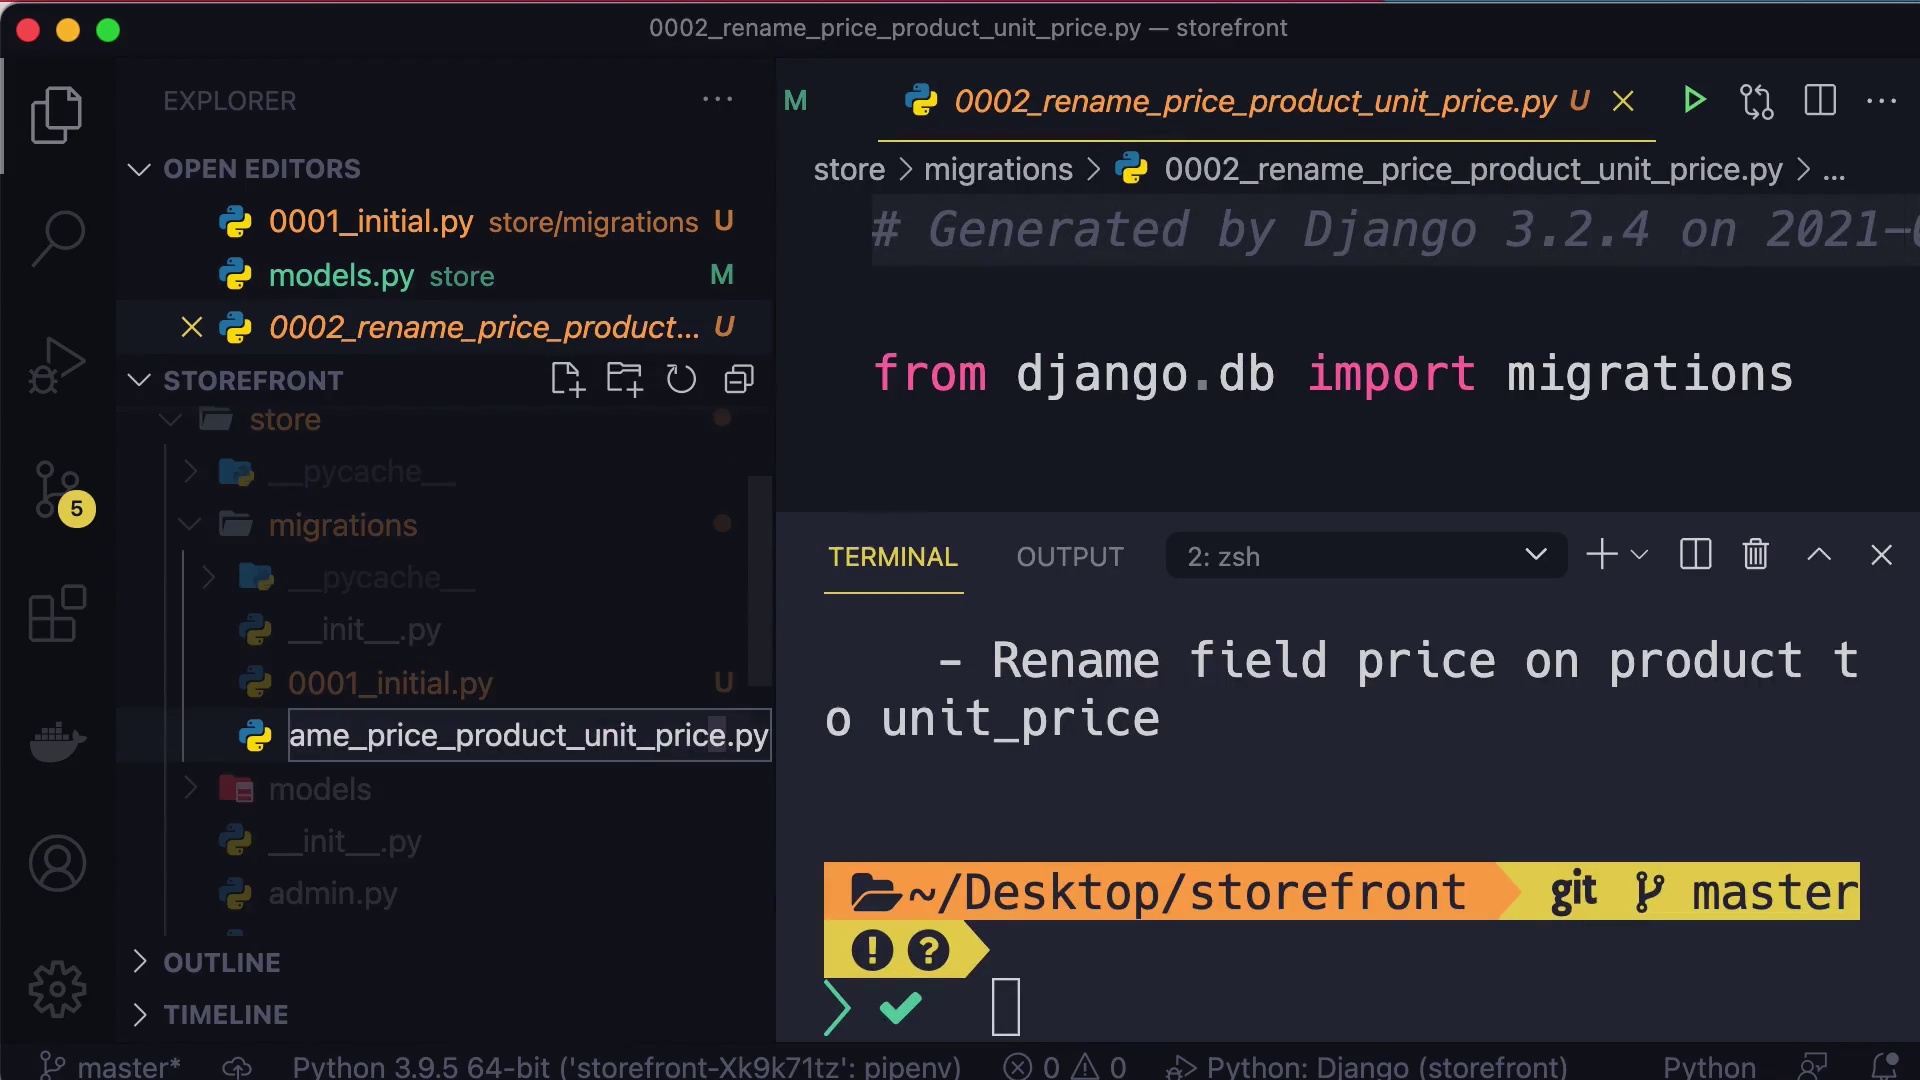 0002_rename_price_product_unit_price.py — storefront
EXPLORER
OPEN EDITORS
0001_initial.py store/migrations U
models.py store M
0002_rename_price_product... U
STOREFRONT
store
__pycache__
migrations
__pycache__
__init__.py
0001_initial.py U
ame_price_product_unit_price.py
models
__init__.py
admin.py
OUTLINE
TIMELINE
5
M 0002_rename_price_product_unit_price.py U
store > migrations > 0002_rename_price_product_unit_price.py > ...
# Generated by Django 3.2.4 on 2021-0
from django.db import migrations
TERMINAL OUTPUT 2: zsh
- Rename field price on product t
o unit_price
~/Desktop/storefront git master
! ?
master* Python 3.9.5 64-bit ('storefront-Xk9k71tz': pipenv) 0 0 Python: Django (storefront) Python